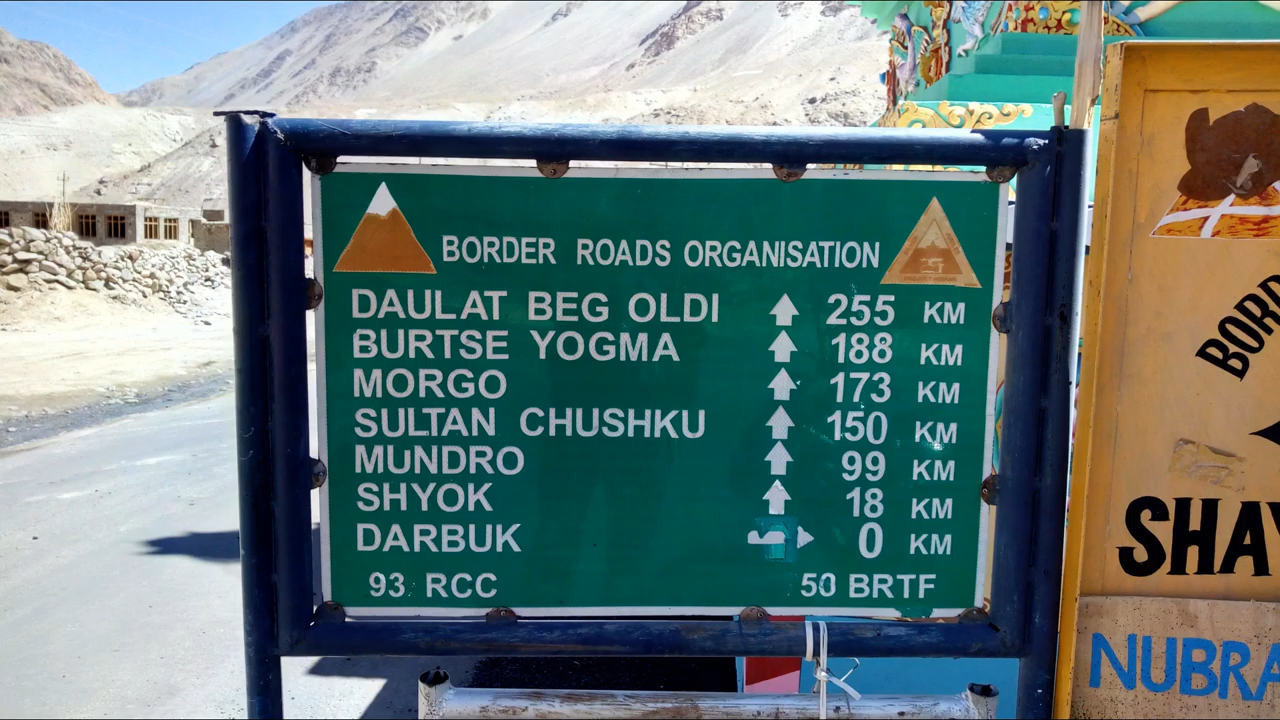 BORDER ROADS ORGANISATION
DAULAT BEG OLDI 255 KM
BURTSE YOGMA 188 KM
MORGO 173 KM
SULTAN CHUSHKU 150 KM
MUNDRO 99 KM
SHYOK 18 KM
DARBUK 0 KM
93 RCC 50 BRTF
BORD
SHAY
NUBRA